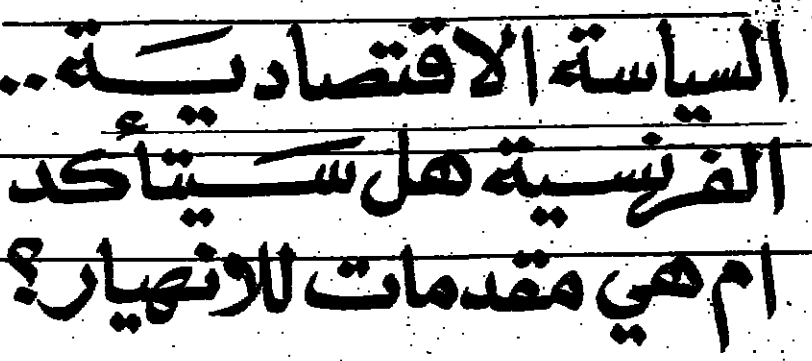 السياسة الاقتصادية..
الفرنسية هل ستتأكد
ام هي مقدمات للانهيار؟